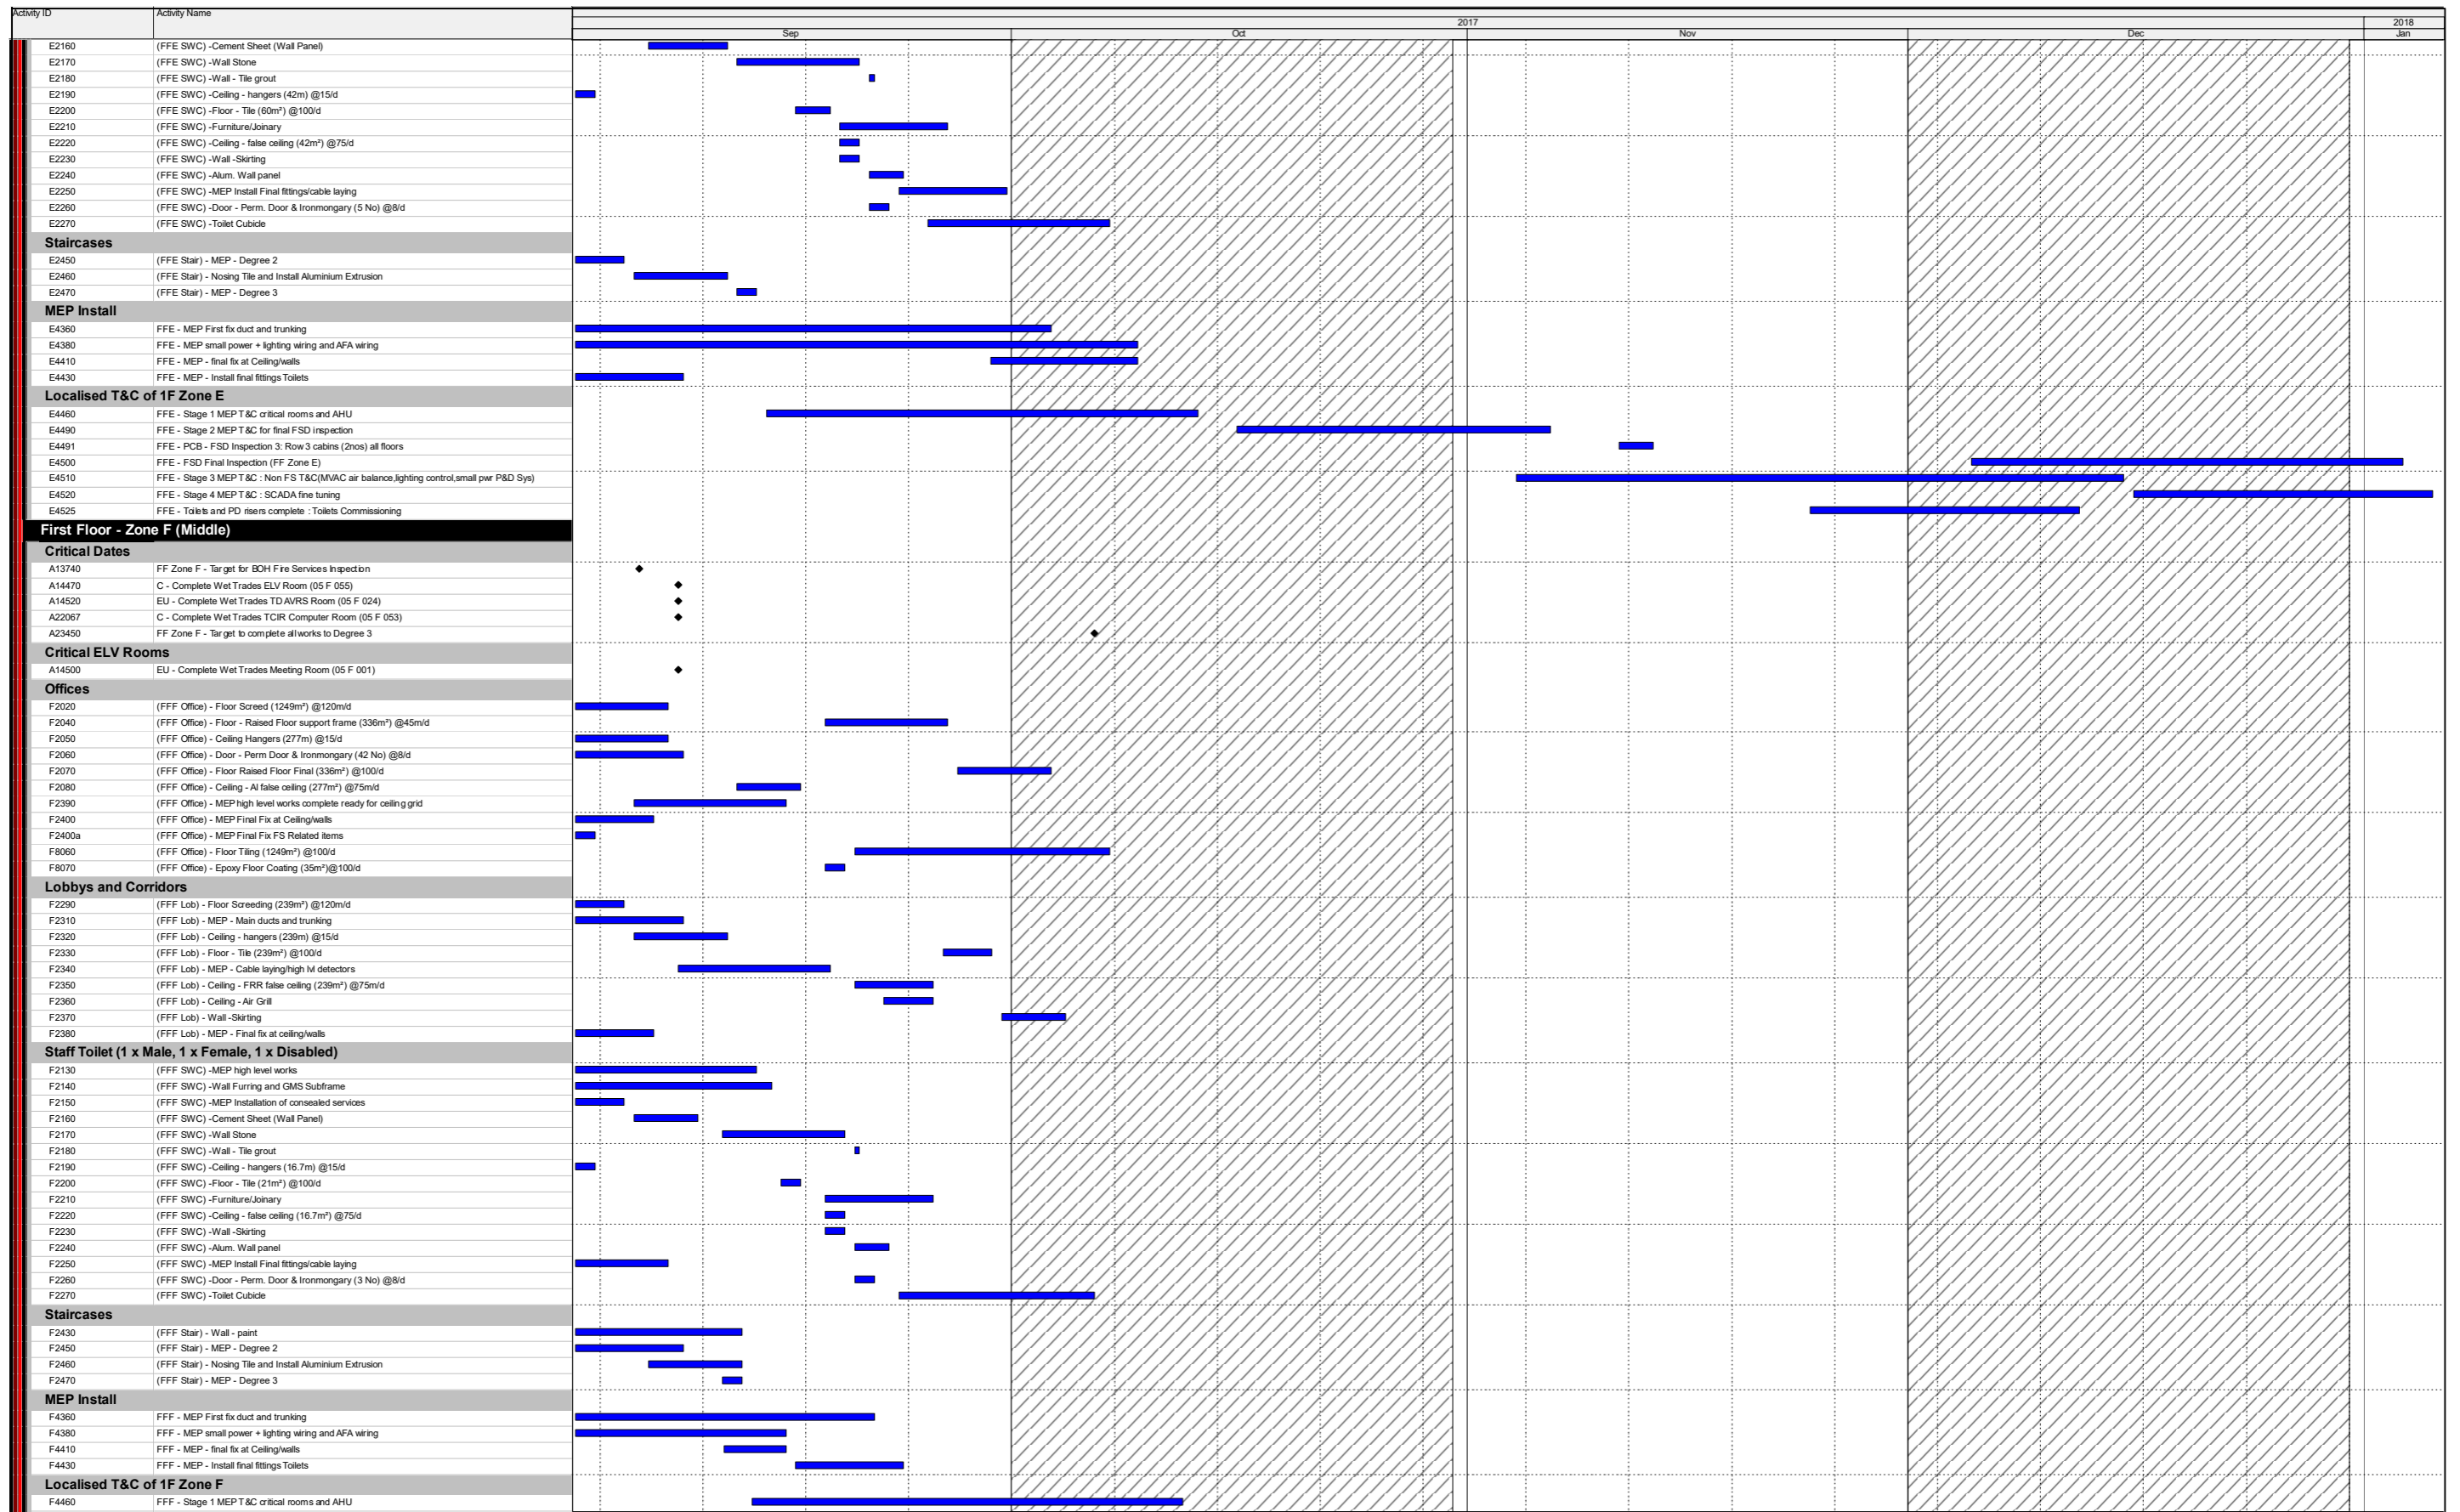 Activity ID Activity Name 2017 2018
Sep Oct Nov Dec Jan
E2160 (FFE SWC) -Cement Sheet (Wall Panel)
E2170 (FFE SWC) -Wall Stone
E2180 (FFE SWC) -Wall - Tile grout
E2190 (FFE SWC) -Ceiling - hangers (42m) @15/d
E2200 (FFE SWC) -Floor - Tile (60m²) @100/d
E2210 (FFE SWC) -Furniture/Joinary
E2220 (FFE SWC) -Ceiling - false ceiling (42m²) @75/d
E2230 (FFE SWC) -Wall -Skirting
E2240 (FFE SWC) -Alum. Wall panel
E2250 (FFE SWC) -MEP Install Final fittings/cable laying
E2260 (FFE SWC) -Door - Perm. Door & Ironmongary (5 No) @8/d
E2270 (FFE SWC) -Toilet Cubicle
Staircases
E2450 (FFE Stair) - MEP - Degree 2
E2460 (FFE Stair) - Nosing Tile and Install Aluminium Extrusion
E2470 (FFE Stair) - MEP - Degree 3
MEP Install
E4360 FFE - MEP First fix duct and trunking
E4380 FFE - MEP small power + lighting wiring and AFA wiring
E4410 FFE - MEP - final fix at Ceiling/walls
E4430 FFE - MEP - Install final fittings Toilets
Localised T&C of 1F Zone E
E4460 FFE - Stage 1 MEP T&C critical rooms and AHU
E4490 FFE - Stage 2 MEP T&C for final FSD inspection
E4491 FFE - PCB - FSD Inspection 3: Row 3 cabins (2nos) all floors
E4500 FFE - FSD Final Inspection (FF Zone E)
E4510 FFE - Stage 3 MEP T&C : Non FS T&C(MVAC air balance,lighting control,small pwr P&D Sys)
E4520 FFE - Stage 4 MEP T&C : SCADA fine tuning
E4525 FFE - Toilets and PD risers complete : Toilets Commissioning
First Floor - Zone F (Middle)
Critical Dates
A13740 FF Zone F - Target for BOH Fire Services Inspection
A14470 C - Complete Wet Trades ELV Room (05 F 055)
A14520 EU - Complete Wet Trades TD AVRS Room (05 F 024)
A22067 C - Complete Wet Trades TCIR Computer Room (05 F 053)
A23450 FF Zone F - Target to complete all works to Degree 3
Critical ELV Rooms
A14500 EU - Complete Wet Trades Meeting Room (05 F 001)
Offices
F2020 (FFF Office) - Floor Screed (1249m²) @120m/d
F2040 (FFF Office) - Floor - Raised Floor support frame (336m²) @45m/d
F2050 (FFF Office) - Ceiling Hangers (277m) @15/d
F2060 (FFF Office) - Door - Perm Door & Ironmongary (42 No) @8/d
F2070 (FFF Office) - Floor Raised Floor Final (336m²) @100/d
F2080 (FFF Office) - Ceiling - Al false ceiling (277m²) @75m/d
F2390 (FFF Office) - MEP high level works complete ready for ceiling grid
F2400 (FFF Office) - MEP Final Fix at Ceiling/walls
F2400a (FFF Office) - MEP Final Fix FS Related items
F8060 (FFF Office) - Floor Tiling (1249m²) @100/d
F8070 (FFF Office) - Epoxy Floor Coating (35m²)@100/d
Lobbys and Corridors
F2290 (FFF Lob) - Floor Screeding (239m²) @120m/d
F2310 (FFF Lob) - MEP - Main ducts and trunking
F2320 (FFF Lob) - Ceiling - hangers (239m) @15/d
F2330 (FFF Lob) - Floor - Tile (239m²) @100/d
F2340 (FFF Lob) - MEP - Cable laying/high lvl detectors
F2350 (FFF Lob) - Ceiling - FRR false ceiling (239m²) @75m/d
F2360 (FFF Lob) - Ceiling - Air Grill
F2370 (FFF Lob) - Wall -Skirting
F2380 (FFF Lob) - MEP - Final fix at ceiling/walls
Staff Toilet (1 x Male, 1 x Female, 1 x Disabled)
F2130 (FFF SWC) -MEP high level works
F2140 (FFF SWC) -Wall Furring and GMS Subframe
F2150 (FFF SWC) -MEP Installation of consealed services
F2160 (FFF SWC) -Cement Sheet (Wall Panel)
F2170 (FFF SWC) -Wall Stone
F2180 (FFF SWC) -Wall - Tile grout
F2190 (FFF SWC) -Ceiling - hangers (16.7m) @15/d
F2200 (FFF SWC) -Floor - Tile (21m²) @100/d
F2210 (FFF SWC) -Furniture/Joinary
F2220 (FFF SWC) -Ceiling - false ceiling (16.7m²) @75/d
F2230 (FFF SWC) -Wall -Skirting
F2240 (FFF SWC) -Alum. Wall panel
F2250 (FFF SWC) -MEP Install Final fittings/cable laying
F2260 (FFF SWC) -Door - Perm. Door & Ironmongary (3 No) @8/d
F2270 (FFF SWC) -Toilet Cubicle
Staircases
F2430 (FFF Stair) - Wall - paint
F2450 (FFF Stair) - MEP - Degree 2
F2460 (FFF Stair) - Nosing Tile and Install Aluminium Extrusion
F2470 (FFF Stair) - MEP - Degree 3
MEP Install
F4360 FFF - MEP First fix duct and trunking
F4380 FFF - MEP small power + lighting wiring and AFA wiring
F4410 FFF - MEP - final fix at Ceiling/walls
F4430 FFF - MEP - Install final fittings Toilets
Localised T&C of 1F Zone F
F4460 FFF - Stage 1 MEP T&C critical rooms and AHU